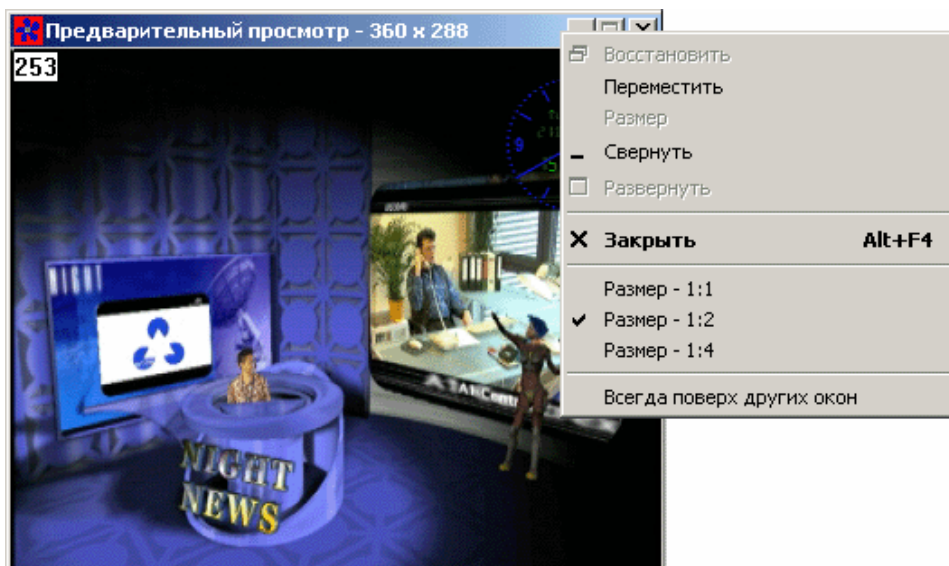 Предварительный просмотр - 360 x 288
253
Восстановить
Переместить
Размер
Свернуть
Развернуть
Закрыть Alt+F4
Размер - 1:1
Размер - 1:2
Размер - 1:4
Всегда поверх других окон
9
NIGHT
NEWS